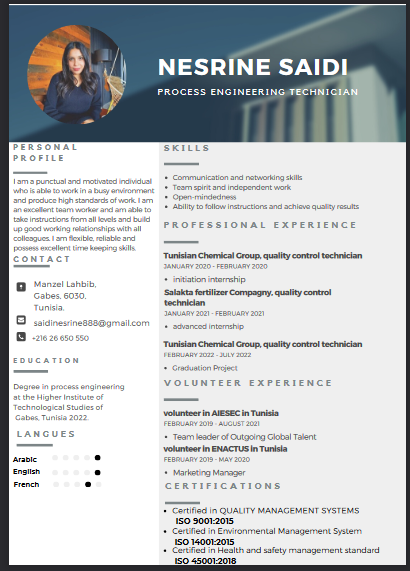 NESRINE SAIDI
PROCESS ENGINEERING TECHNICIAN
PERSONAL
PROFILE
I am a punctual and motivated individual
who is able to work in a busy environment
and produce high standards of work. I am
an excellent team worker and am able to
take instructions from all levels and build
up good working relationships with all
colleagues. I am flexible, reliable and
possess excellent time keeping skills.
CONTACT
Manzel Lahbib,
Gabes, 6030,
Tunisia.
saidinesrine888@gmail.com
+216 26 650 550
EDUCATION
Degree in process engineering
at the Higher Institute of
Technological Studies of
Gabes, Tunisia 2022.
LANGUES
Arabic
English
French
SKILLS
Communication and networking skills
Team spirit and independent work
Open-mindedness
Ability to follow instructions and achieve quality results
PROFESSIONAL EXPERIENCE
Tunisian Chemical Group, quality control technician
JANUARY 2020 - FEBRUARY 2020
initiation internship
Salakta fertilizer Compagny, quality control
technician
JANUARY 2021 - FEBRUARY 2021
advanced internship
Tunisian Chemical Group, quality control technician
FEBRUARY 2022 - JULY 2022
Graduation Project
VOLUNTEER EXPERIENCE
volunteer in AIESEC in Tunisia
FEBRUARY 2019 - AUGUST 2021
Team leader of Outgoing Global Talent
volunteer in ENACTUS in Tunisia
FEBRUARY 2019 - MAY 2020
Marketing Manager
CERTIFICATIONS
Certified in QUALITY MANAGEMENT SYSTEMS
ISO 9001:2015
Certified in Environmental Management System
ISO 14001:2015
Certified in Health and safety management standard
ISO 45001:2018